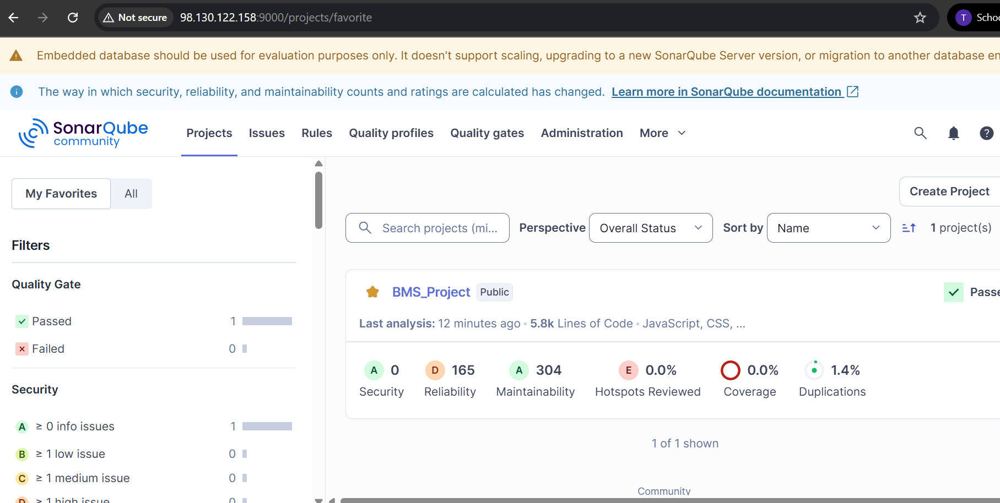 Not secure 98.130.122.158:9000/projects/favorite T
Embedded database should be used for evaluation purposes only. It doesn't support scaling, upgrading to a new SonarQube Server version, or migration to another database
The way in which security, reliability, and maintainability counts and ratings are calculated has changed. Learn more in SonarQube documentation
SonarQube
community
Projects Issues Rules Quality profiles Quality gates Administration More ?
My Favorites All
Create Project
Search projects (mi... Perspective Overall Status Sort by Name 1 project(s)
Filters
Quality Gate
Passed 1
Failed 0
Security
A ≥ 0 info issues 1
B ≥ 1 low issue 0
C ≥ 1 medium issue 0
D ≥ 1 high issue 0
BMS_Project Public
Last analysis: 12 minutes ago • 5.8k Lines of Code • JavaScript, CSS, ...
A 0 D 165 A 304 E 0.0% 0.0% 1.4%
Security Reliability Maintainability Hotspots Reviewed Coverage Duplications
1 of 1 shown
Community